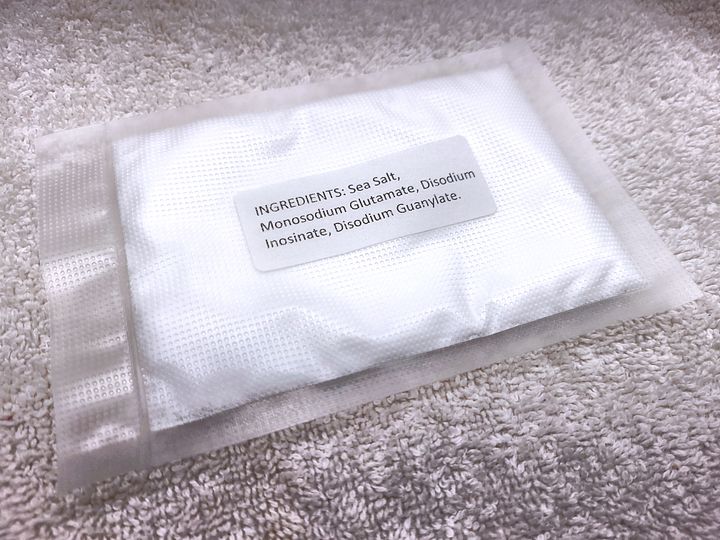 INGREDIENTS: Sea Salt,
Monosodium Glutamate, Disodium
Inosinate, Disodium Guanylate.